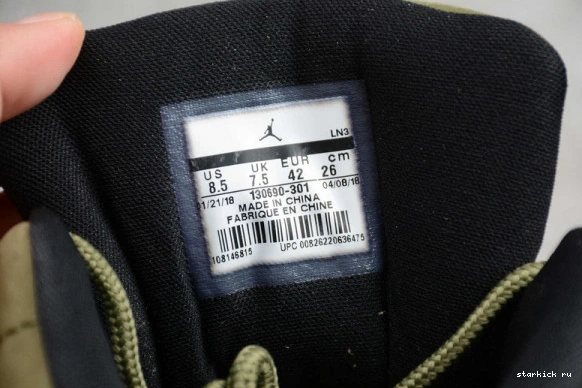 LN3
US UK EUR cm
8.5 7.5 42 26
01/21/18 130690-301 04/08/18
MADE IN CHINA
FABRIQUE EN CHINE
108146815 UPC 00826220636475
starkick ru